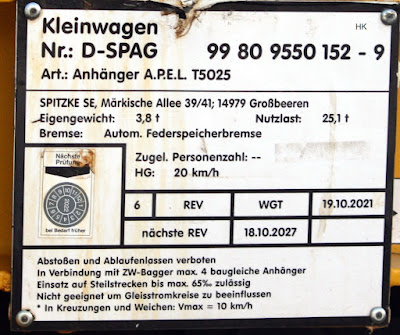 Kleinwagen
HK
Nr.: D-SPAG 99 80 9550 152 - 9
Art.: Anhänger A.P.E.L. T5025
SPITZKE SE, Märkische Allee 39/41; 14979 Großbeeren
Eigengewicht: 3,8 t Nutzlast: 25,1 t
Bremse: Autom. Federspeicherbremse
Nächste
Prüfung
bei Bedarf früher
Zugel. Personenzahl: --
HG: 20 km/h
6 REV WGT 19.10.2021
nächste REV 18.10.2027
Abstoßen und Ablaufenlassen verboten
In Verbindung mit ZW-Bagger max. 4 baugleiche Anhänger
Einsatz auf Steilstrecken bis max. 65‰ zulässig
Nicht geeignet um Gleisstromkreise zu beeinflussen
* In Kreuzungen und Weichen: Vmax = 10 km/h